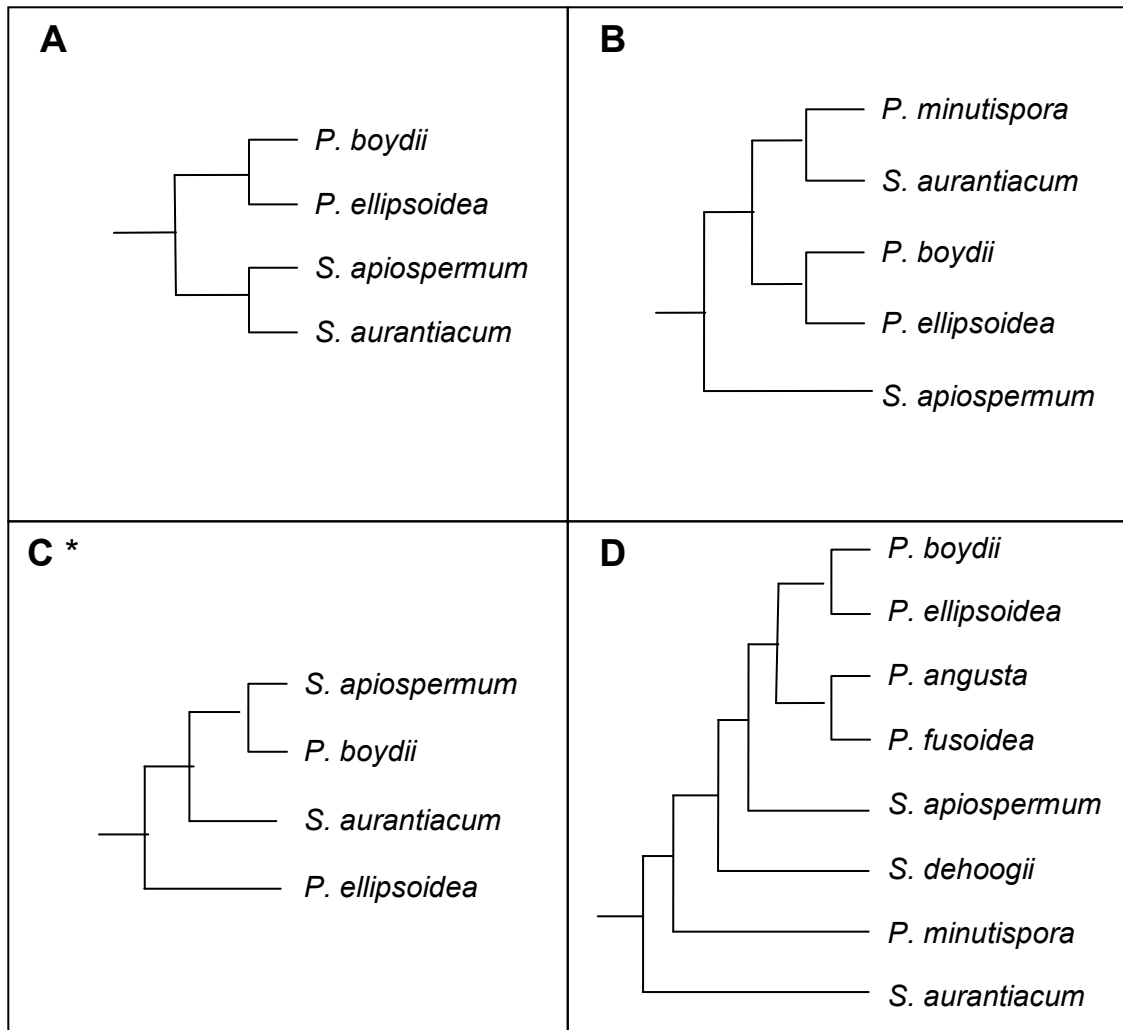 A
P. boydii
P. ellipsoidea
S. apiospermum
S. aurantiacum
B
P. minutispora
S. aurantiacum
P. boydii
P. ellipsoidea
S. apiospermum
C *
S. apiospermum
P. boydii
S. aurantiacum
P. ellipsoidea
D
P. boydii
P. ellipsoidea
P. angusta
P. fusoidea
S. apiospermum
S. dehoogii
P. minutispora
S. aurantiacum